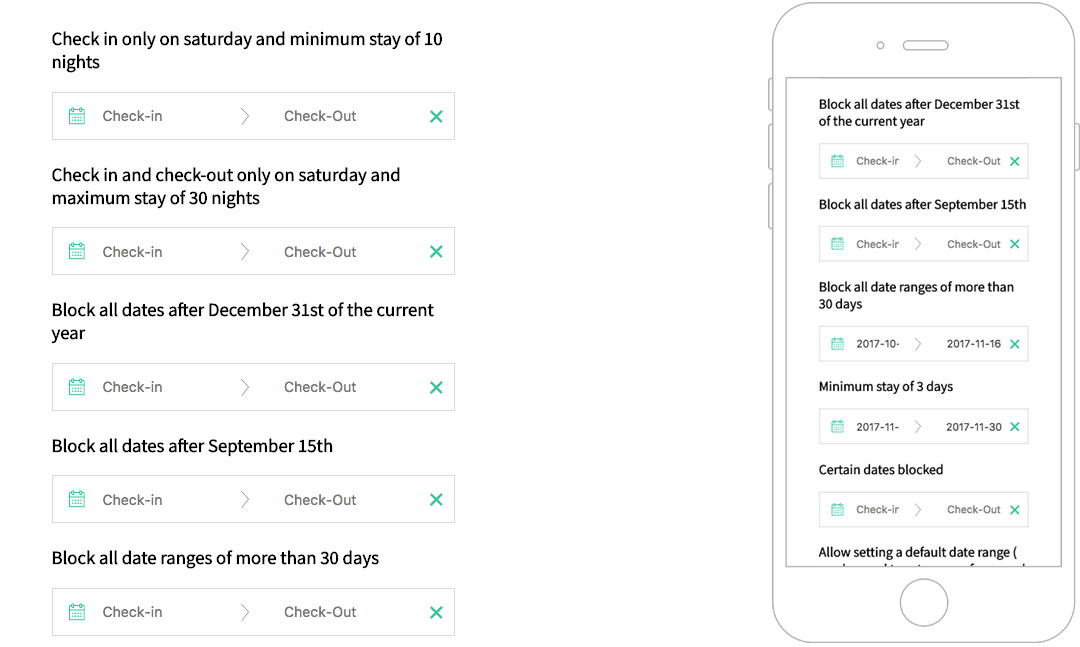 Check in only on saturday and minimum stay of 10
nights
Check-in Check-Out
Check in and check-out only on saturday and
maximum stay of 30 nights
Check-in Check-Out
Block all dates after December 31st of the current
year
Check-in Check-Out
Block all dates after September 15th
Check-in Check-Out
Block all date ranges of more than 30 days
Check-in Check-Out
Block all dates after December 31st
of the current year
Check-ir Check-Out
Block all dates after September 15th
Check-ir Check-Out
Block all date ranges of more than
30 days
2017-10- 2017-11-16
Minimum stay of 3 days
2017-11- 2017-11-30
Certain dates blocked
Check-ir Check-Out
Allow setting a default date range (